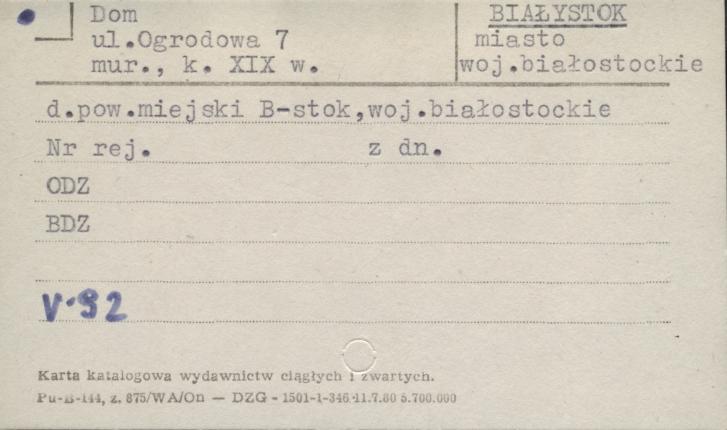 Dom
ul.Ogrodowa 7
mur., k. XIX w.
BIAŁYSTOK
miasto
woj.białostockie
d.pow.miejski B-stok,woj.białostockie
Nr rej. z dn.
ODZ
BDZ
V.92
Karta katalogowa wydawnictw ciągłych i zwartych.
Pu-B-144, z. 875/WA/On — DZG - 1501-1-346-11.7.80 5.700.000